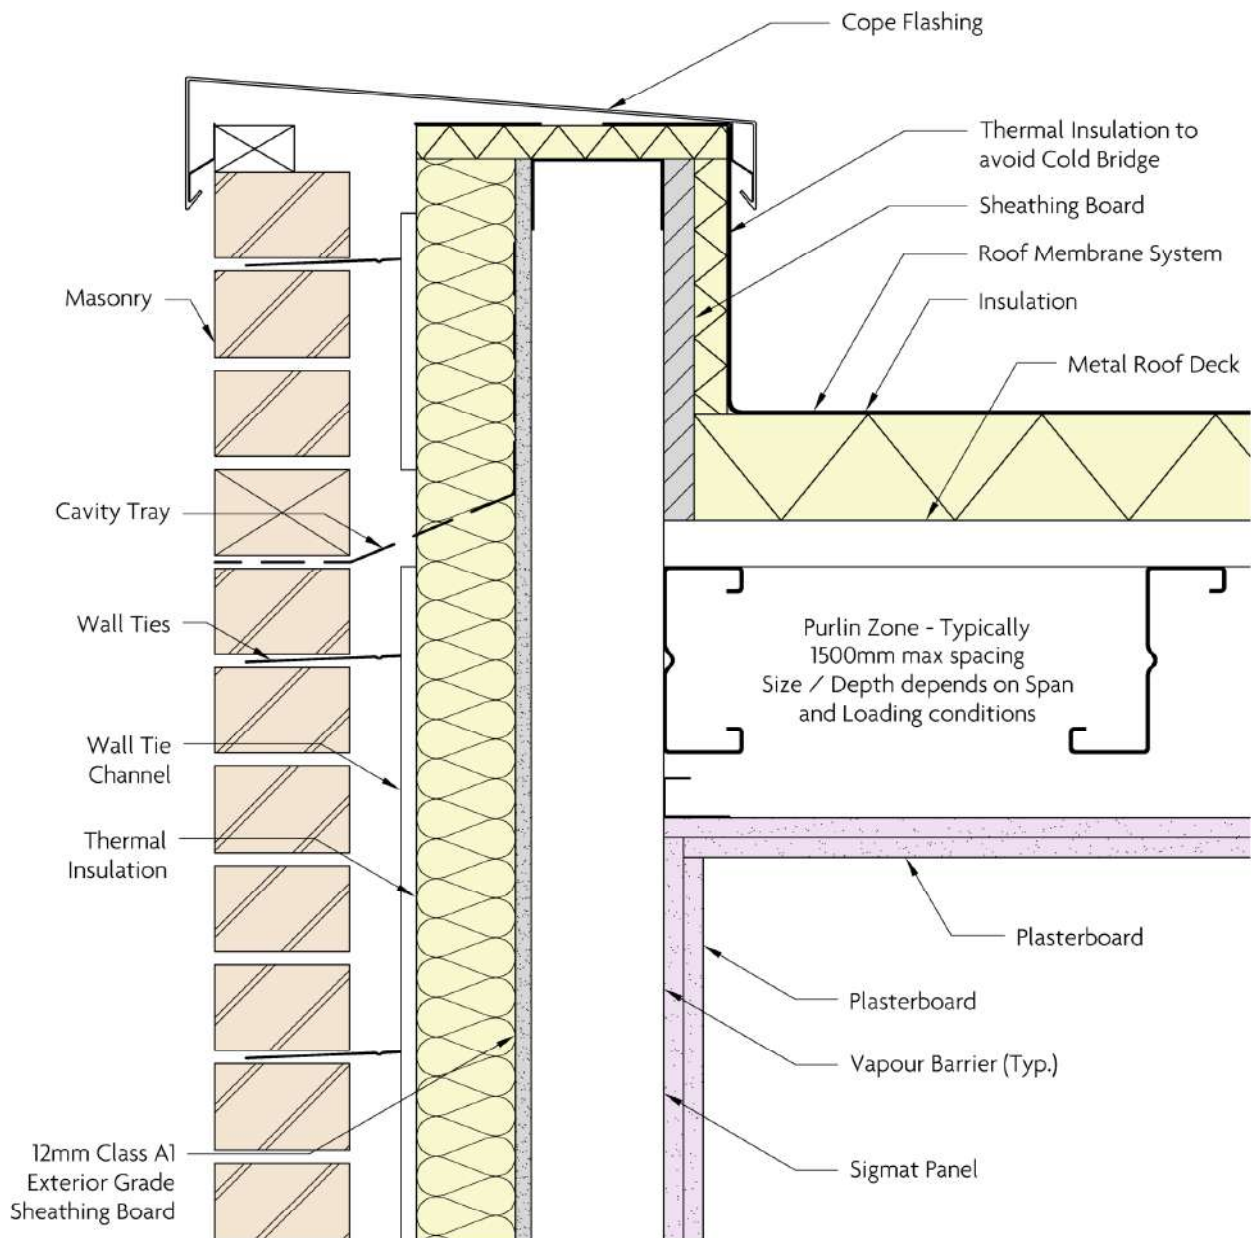 Cope Flashing
Thermal Insulation to
avoid Cold Bridge
Sheathing Board
Roof Membrane System
Insulation
Metal Roof Deck
Masonry
Cavity Tray
Wall Ties
Purlin Zone - Typically
1500mm max spacing
Size / Depth depends on Span
and Loading conditions
Wall Tie
Channel
Thermal
Insulation
Plasterboard
Plasterboard
Vapour Barrier (Typ.)
12mm Class A1
Exterior Grade
Sheathing Board
Sigmat Panel